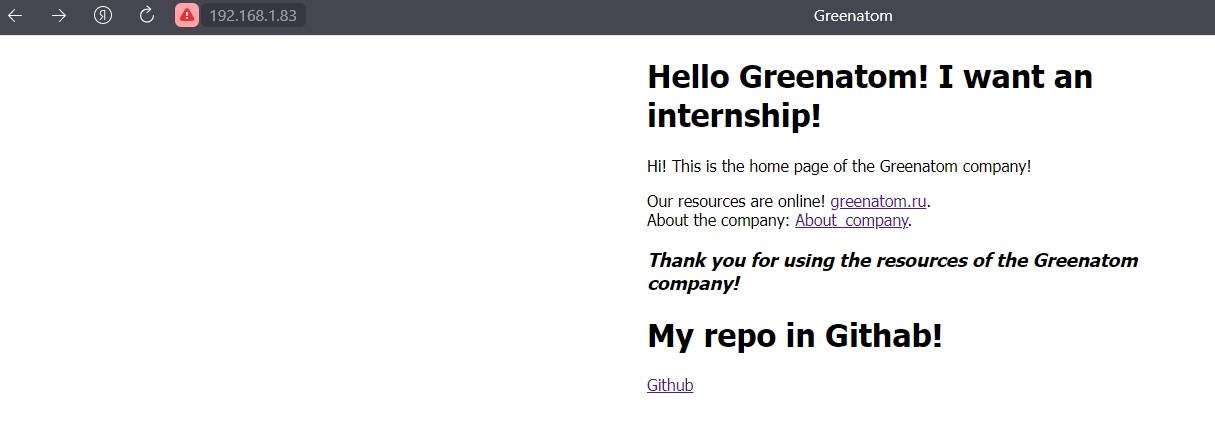 192.168.1.83 Greenatom
Hello Greenatom! I want an
internship!
Hi! This is the home page of the Greenatom company!
Our resources are online! greenatom.ru.
About the company: About_company.
Thank you for using the resources of the Greenatom
company!
My repo in Githab!
Github